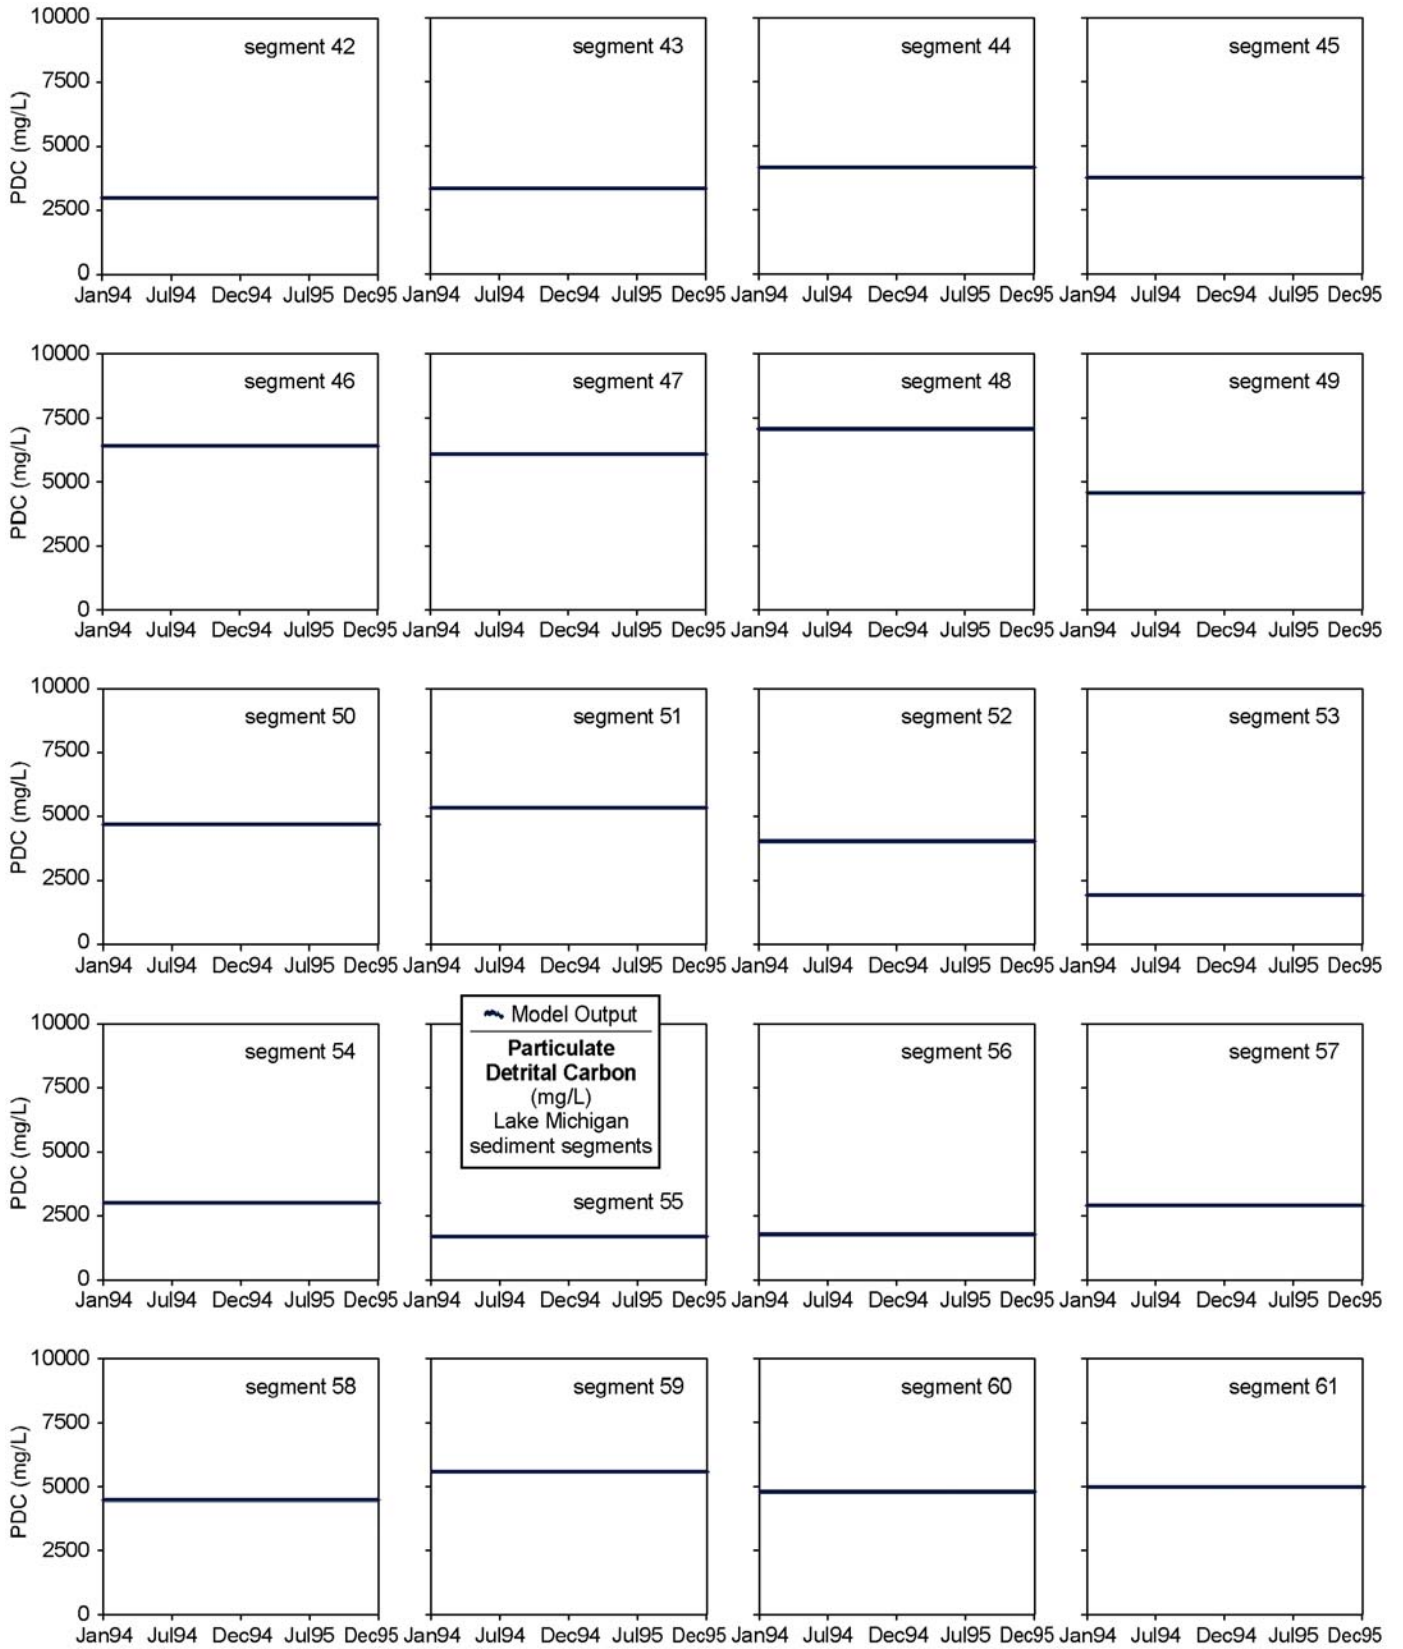 10000
segment 42
segment 43
segment 44
segment 45
7500
PDC (mg/L)
5000
2500
0
Jan94 Jul94 Dec94 Jul95 Dec95 Jan94 Jul94 Dec94 Jul95 Dec95 Jan94 Jul94 Dec94 Jul95 Dec95 Jan94 Jul94 Dec94 Jul95 Dec95
10000
segment 46
segment 47
segment 48
segment 49
7500
PDC (mg/L)
5000
2500
0
Jan94 Jul94 Dec94 Jul95 Dec95 Jan94 Jul94 Dec94 Jul95 Dec95 Jan94 Jul94 Dec94 Jul95 Dec95 Jan94 Jul94 Dec94 Jul95 Dec95
10000
segment 50
segment 51
segment 52
segment 53
7500
PDC (mg/L)
5000
2500
0
Jan94 Jul94 Dec94 Jul95 Dec95 Jan94 Jul94 Dec94 Jul95 Dec95 Jan94 Jul94 Dec94 Jul95 Dec95 Jan94 Jul94 Dec94 Jul95 Dec95
10000
segment 54
Model Output
Particulate
Detrital Carbon
(mg/L)
Lake Michigan
sediment segments
segment 55
segment 56
segment 57
7500
PDC (mg/L)
5000
2500
0
Jan94 Jul94 Dec94 Jul95 Dec95 Jan94 Jul94 Dec94 Jul95 Dec95 Jan94 Jul94 Dec94 Jul95 Dec95 Jan94 Jul94 Dec94 Jul95 Dec95
10000
segment 58
segment 59
segment 60
segment 61
7500
PDC (mg/L)
5000
2500
0
Jan94 Jul94 Dec94 Jul95 Dec95 Jan94 Jul94 Dec94 Jul95 Dec95 Jan94 Jul94 Dec94 Jul95 Dec95 Jan94 Jul94 Dec94 Jul95 Dec95